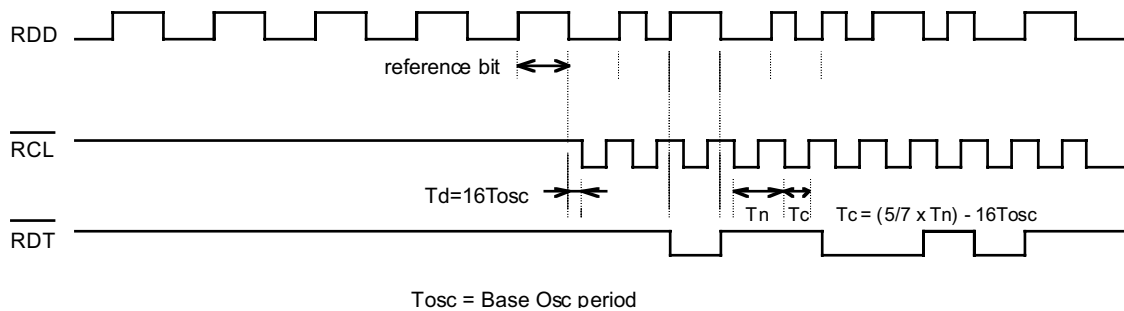 RDD
reference bit
RCL
Td=16Tosc
Tn Tc Tc = (5/7 x Tn) - 16Tosc
RDT
Tosc = Base Osc period